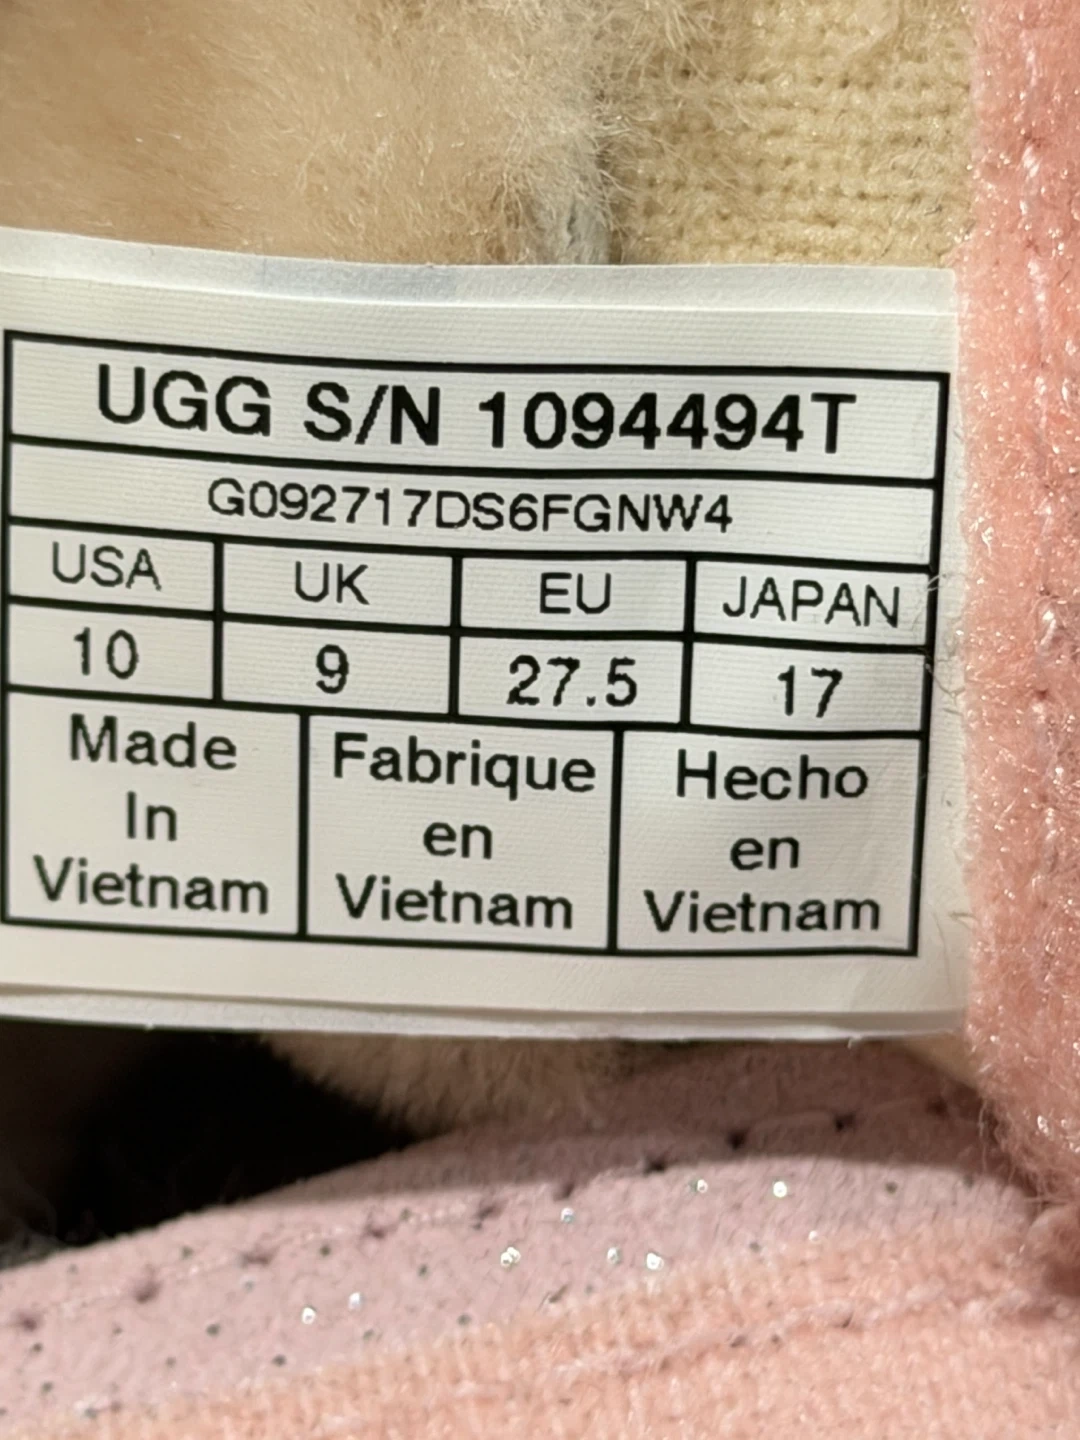 UGG S/N 1094494T
G092717DS6FGNW4
USA UK EU JAPAN
10 9 27.5 17
Made
In
Vietnam
Fabrique
en
Vietnam
Hecho
en
Vietnam